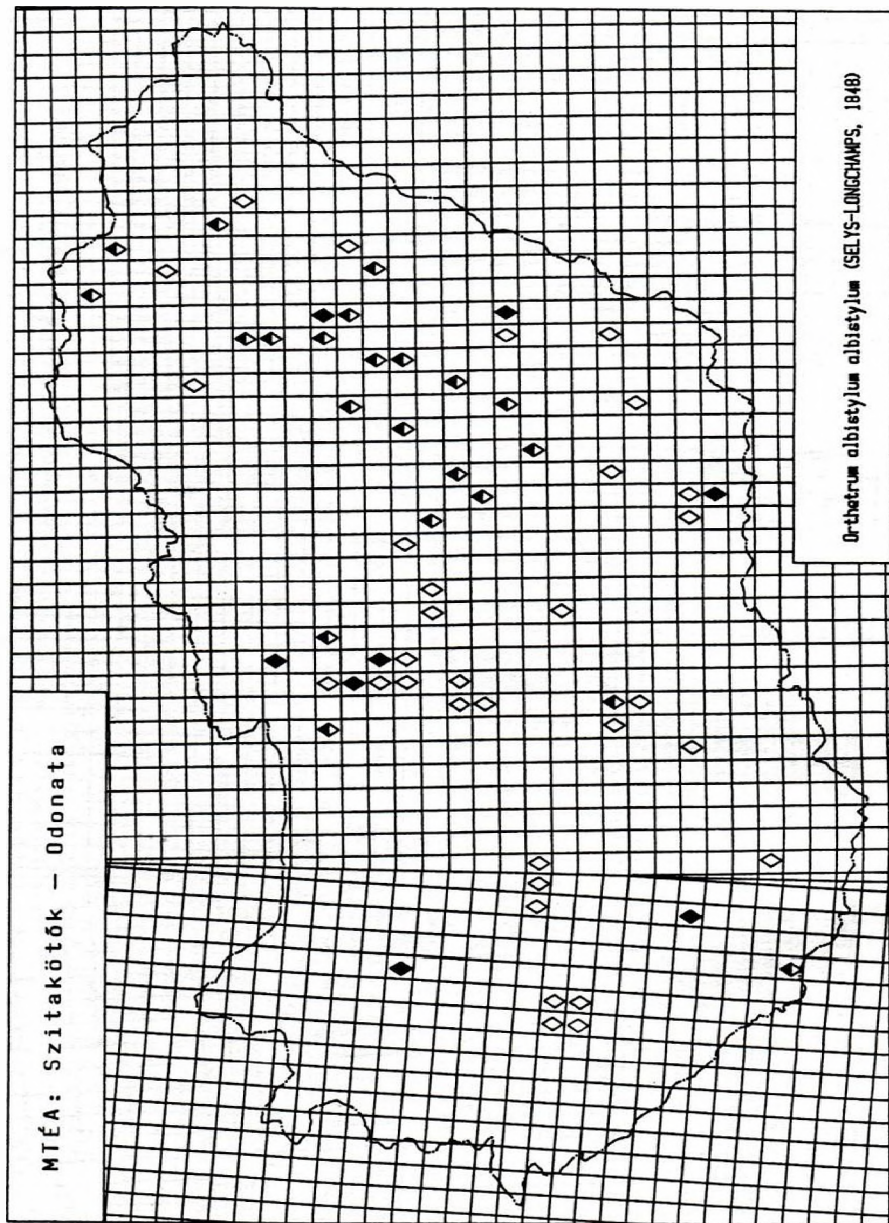 MTÉA: Szitakötők — Odonata
Orthetrum albistylum albistylum (SELYS-LONGCHAMPS, 1848)